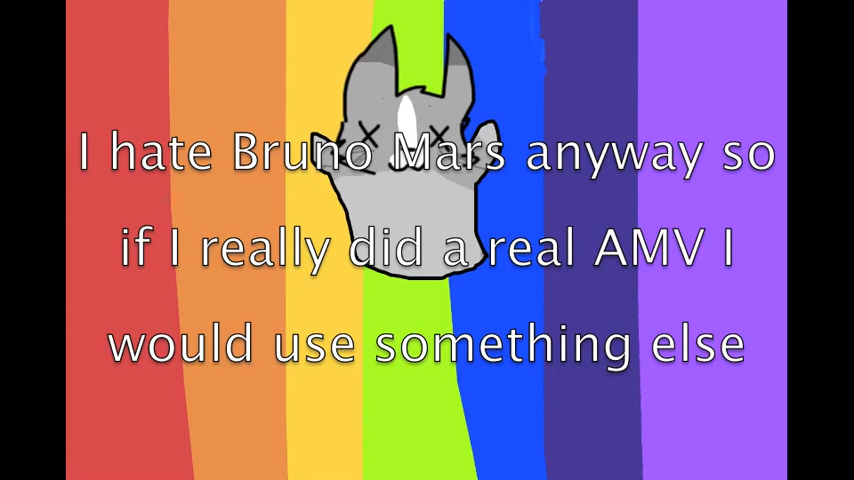 I hate Bruno Mars anyway so
if I really did a real AMV I
would use something else